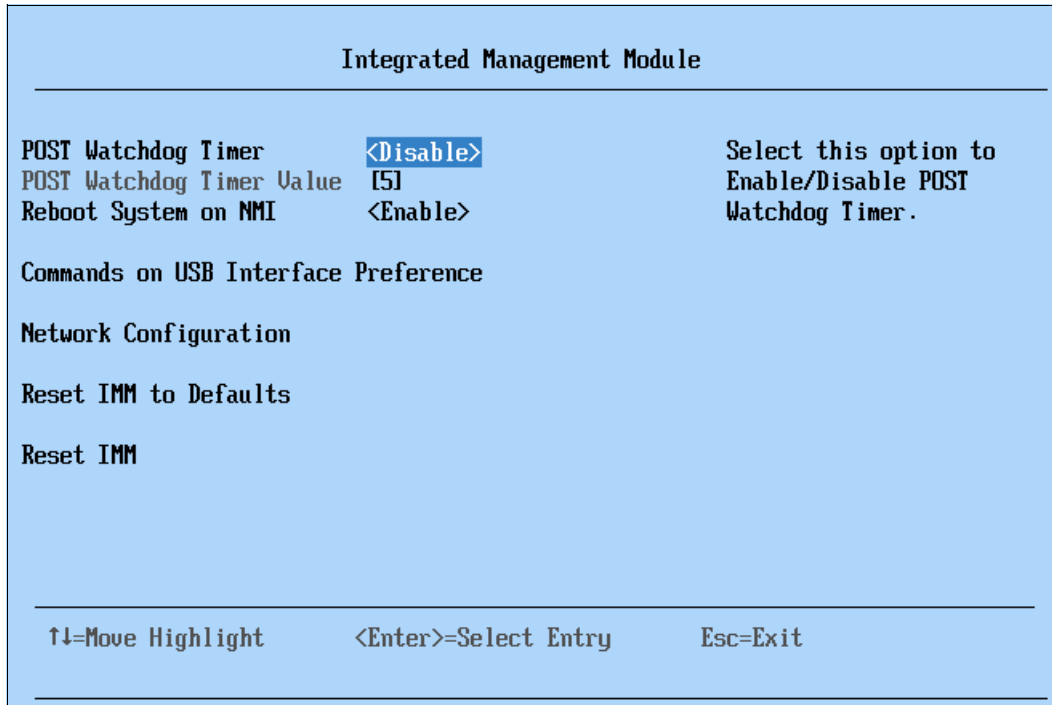 Integrated Management Module
POST Watchdog Timer <Disable> Select this option to
POST Watchdog Timer Value [5] Enable/Disable POST
Reboot System on NMI <Enable> Watchdog Timer.
Commands on USB Interface Preference
Network Configuration
Reset IMM to Defaults
Reset IMM
↑↓=Move Highlight <Enter>=Select Entry Esc=Exit